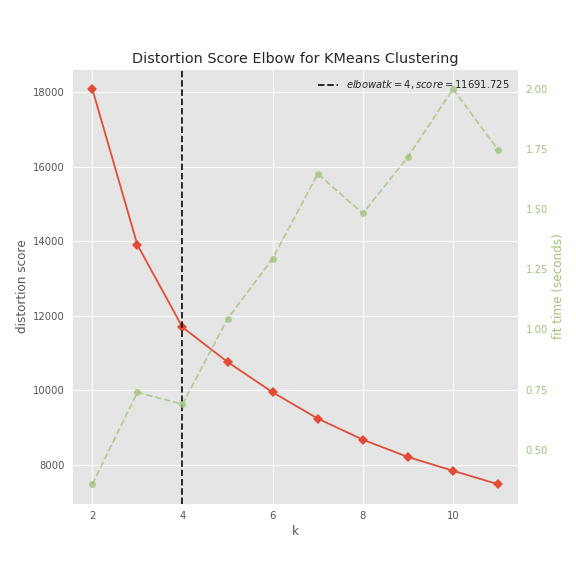 Distortion Score Elbow for KMeans Clustering
elbowatk = 4, score = 11691.725
18000
16000
14000
12000
10000
8000
distortion score
2.00
1.75
1.50
1.25
1.00
0.75
0.50
fit time (seconds)
2 4 6 8 10
k